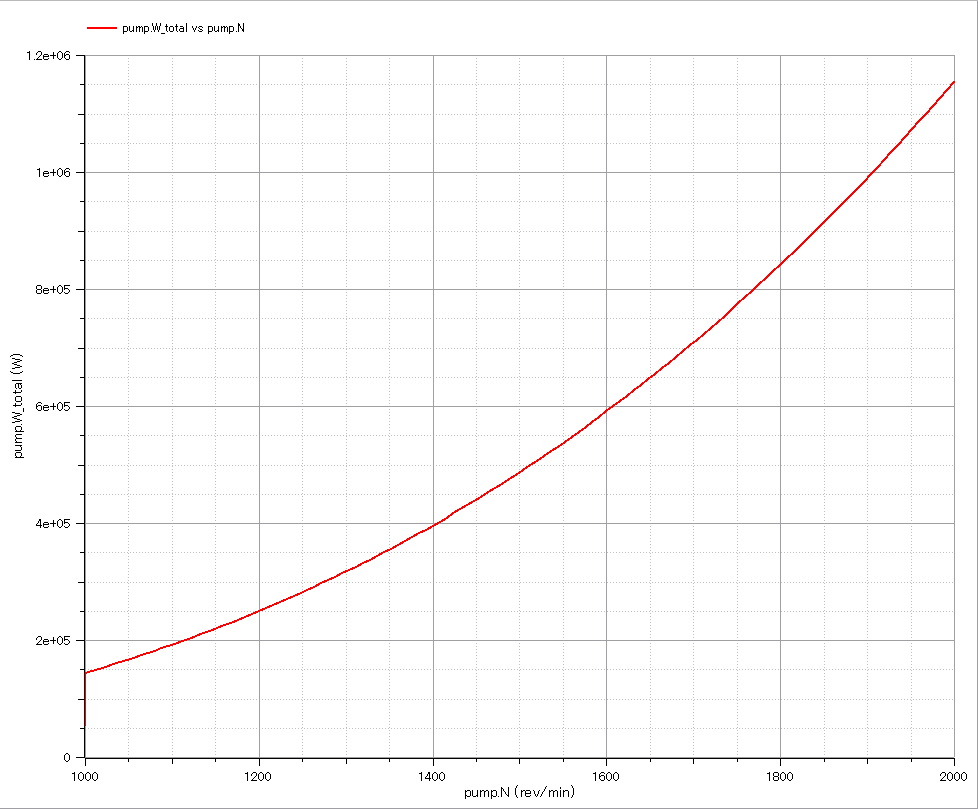 pump.W_total vs pump.N
1.2e+06
1e+06
8e+05
6e+05
4e+05
2e+05
0
pump.W_total (W)
1000 1200 1400 1600 1800 2000
pump.N (rev/min)